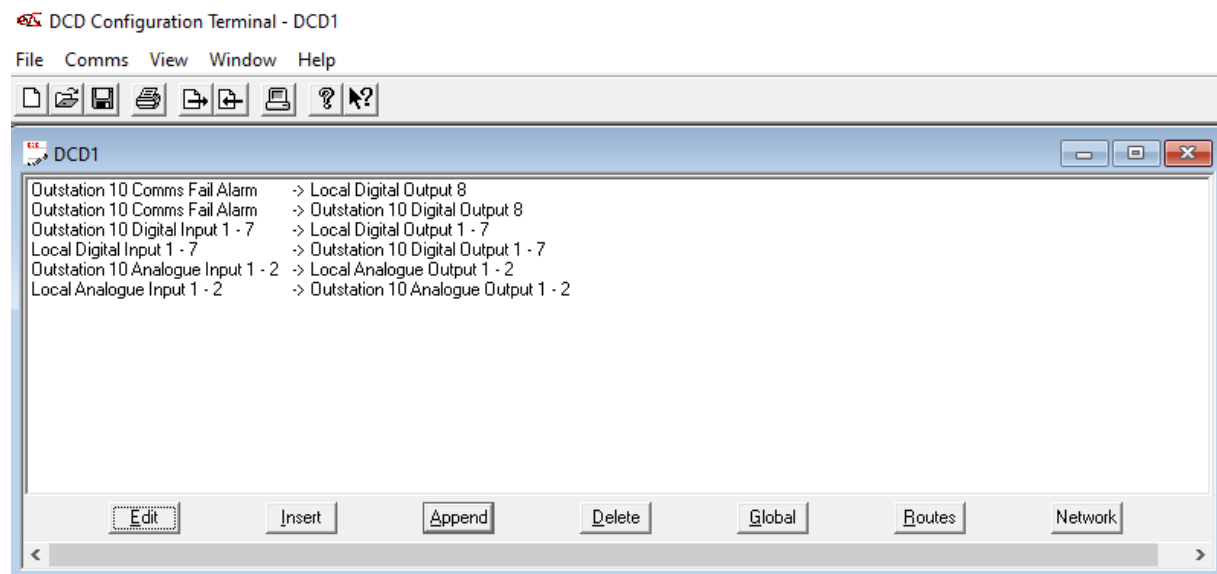 DCD Configuration Terminal - DCD1
File Comms View Window Help
DCD1
Outstation 10 Comms Fail Alarm -> Local Digital Output 8
Outstation 10 Comms Fail Alarm -> Outstation 10 Digital Output 8
Outstation 10 Digital Input 1 - 7 -> Local Digital Output 1 - 7
Local Digital Input 1 - 7 -> Outstation 10 Digital Output 1 - 7
Outstation 10 Analogue Input 1 - 2 -> Local Analogue Output 1 - 2
Local Analogue Input 1 - 2 -> Outstation 10 Analogue Output 1 - 2
Edit Insert Append Delete Global Routes Network